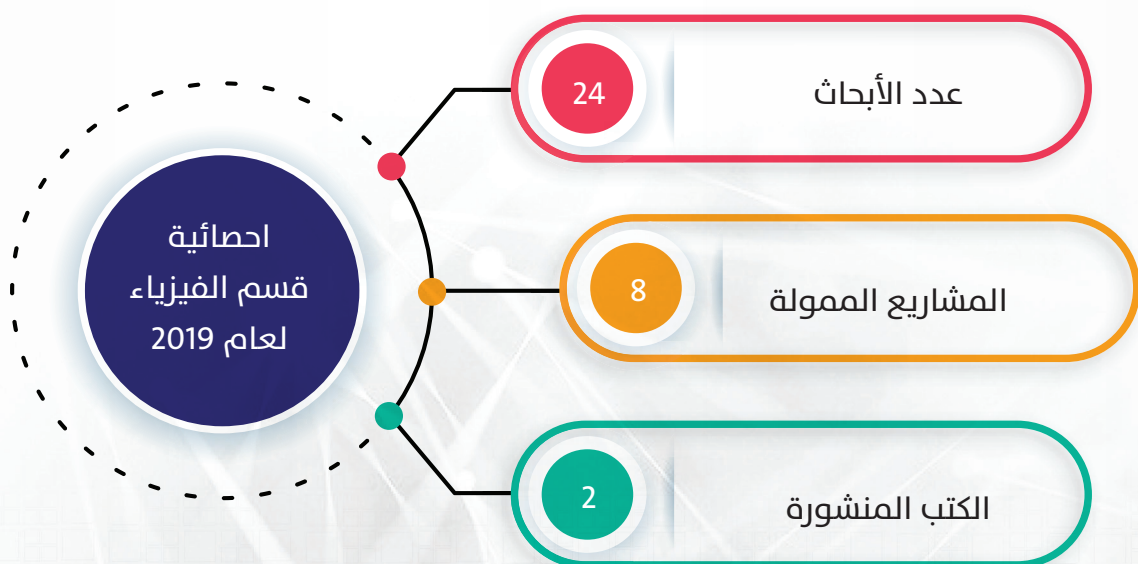 احصائية
قسم الفيزياء
لعام 2019
عدد الأبحاث
24
المشاريع الممولة
8
الكتب المنشورة
2